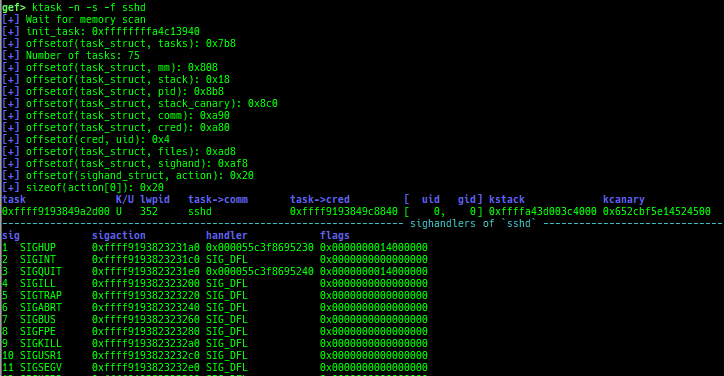 gef> ktask -n -s -f sshd
[+] Wait for memory scan
[+] init_task: 0xffffffffa4c13940
[+] offsetof(task_struct, tasks): 0x7b8
[+] Number of tasks: 75
[+] offsetof(task_struct, mm): 0x808
[+] offsetof(task_struct, stack): 0x18
[+] offsetof(task_struct, pid): 0x8b8
[+] offsetof(task_struct, stack_canary): 0x8c0
[+] offsetof(task_struct, comm): 0xa90
[+] offsetof(task_struct, cred): 0xa80
[+] offsetof(cred, uid): 0x4
[+] offsetof(task_struct, files): 0xad8
[+] offsetof(task_struct, sighand): 0xaf8
[+] offsetof(sighand_struct, action): 0x20
[+] sizeof(action[0]): 0x20
task K/U lwpid task->comm task->cred [ uid gid] kstack kcanary
0xffff9193849a2d00 U 352 sshd 0xffff9193849c8840 [ 0, 0] 0xffffa43d003c4000 0x652cbf5e14524500
sighandlers of `sshd`
sig sigaction handler flags
1 SIGHUP 0xffff9193823231a0 0x000055c3f8695230 0x0000000014000000
2 SIGINT 0xffff9193823231c0 SIG_DFL 0x0000000000000000
3 SIGQUIT 0xffff9193823231e0 0x000055c3f8695240 0x0000000014000000
4 SIGILL 0xffff919382323200 SIG_DFL 0x0000000000000000
5 SIGTRAP 0xffff919382323220 SIG_DFL 0x0000000000000000
6 SIGABRT 0xffff919382323240 SIG_DFL 0x0000000000000000
7 SIGBUS 0xffff919382323260 SIG_DFL 0x0000000000000000
8 SIGFPE 0xffff919382323280 SIG_DFL 0x0000000000000000
9 SIGKILL 0xffff9193823232a0 SIG_DFL 0x0000000000000000
10 SIGUSR1 0xffff9193823232c0 SIG_DFL 0x0000000000000000
11 SIGSEGV 0xffff9193823232e0 SIG_DFL 0x0000000000000000